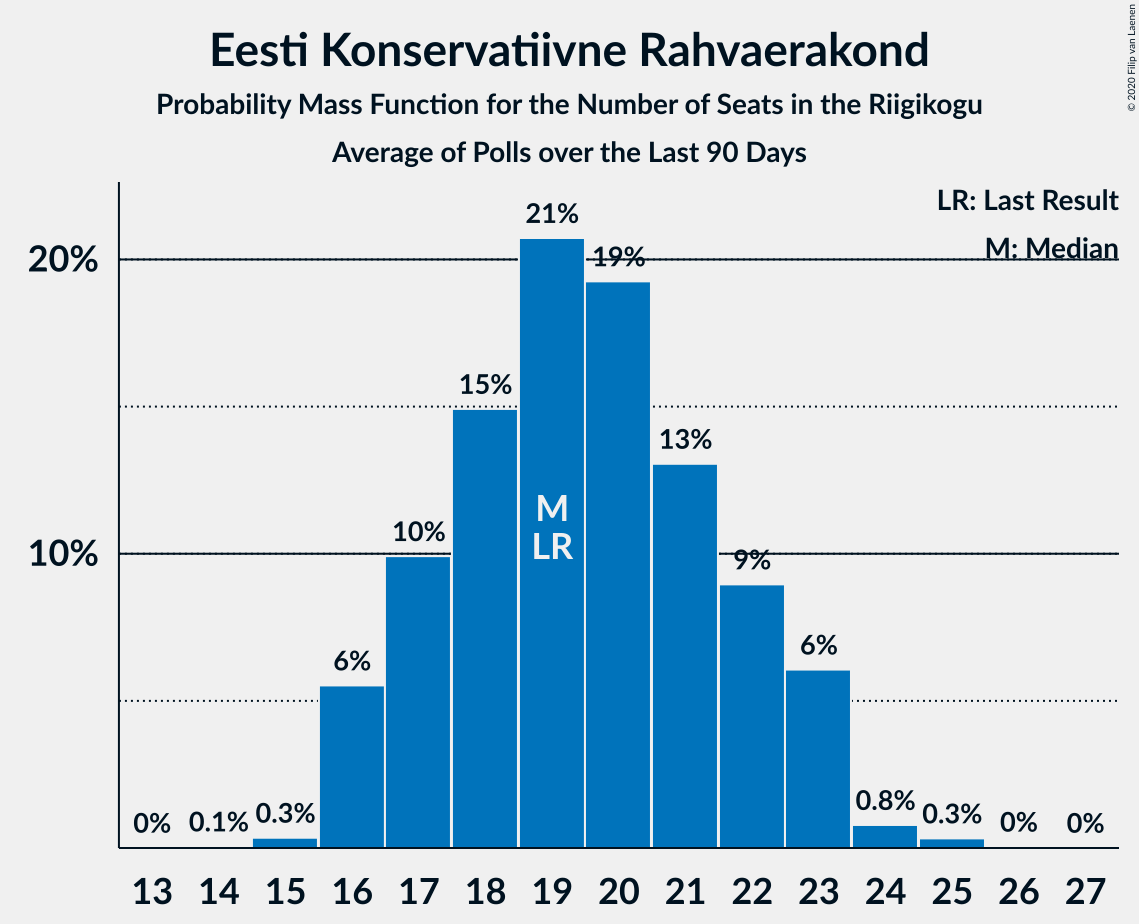 Eesti Konservatiivne Rahvaerakond
Probability Mass Function for the Number of Seats in the Riigikogu
Average of Polls over the Last 90 Days
© 2020 Filip van Laenen
LR: Last Result
M: Median
20%
10%
0%
0.1%
0.3%
6%
10%
15%
21%
19%
13%
9%
6%
0.8%
0.3%
0%
0%
M
LR
13 14 15 16 17 18 19 20 21 22 23 24 25 26 27